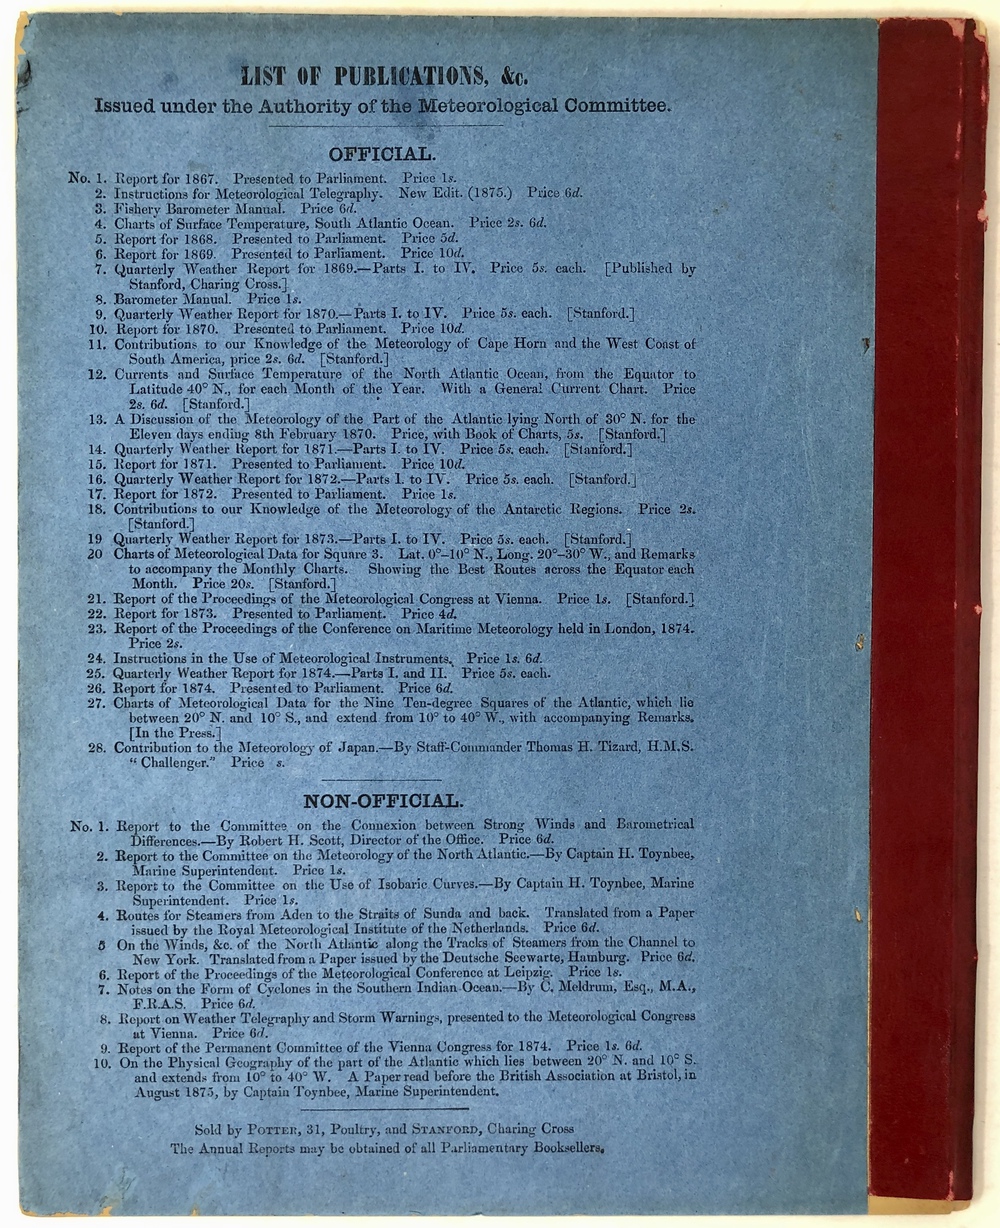 LIST OF PUBLICATIONS, &c.
Issued under the Authority of the Meteorological Committee.
OFFICIAL.
No. 1. Report for 1867. Presented to Parliament. Price 1s.
2. Instructions for Meteorological Telegraphy. New Edit. (1875.) Price 6d.
3. Fishery Barometer Manual. Price 6d.
4. Charts of Surface Temperature, South Atlantic Ocean. Price 2s. 6d.
5. Report for 1868. Presented to Parliament. Price 5d.
6. Report for 1869. Presented to Parliament. Price 10d.
7. Quarterly Weather Report for 1869.—Parts I. to IV. Price 5s. each. [Published by
Stanford, Charing Cross.]
8. Barometer Manual. Price 1s.
9. Quarterly Weather Report for 1870.—Parts I. to IV. Price 5s. each. [Stanford.]
10. Report for 1870. Presented to Parliament. Price 10d.
11. Contributions to our Knowledge of the Meteorology of Cape Horn and the West Coast of
South America, price 2s. 6d. [Stanford.]
12. Currents and Surface Temperature of the North Atlantic Ocean, from the Equator to
Latitude 40° N., for each Month of the Year. With a General Current Chart. Price
2s. 6d. [Stanford.]
13. A Discussion of the Meteorology of the Part of the Atlantic lying North of 30° N. for the
Eleven days ending 8th February 1870. Price, with Book of Charts, 5s. [Stanford.]
14. Quarterly Weather Report for 1871.—Parts I. to IV. Price 5s. each. [Stanford.]
15. Report for 1871. Presented to Parliament. Price 10d.
16. Quarterly Weather Report for 1872.—Parts I. to IV. Price 5s. each. [Stanford.]
17. Report for 1872. Presented to Parliament. Price 1s.
18. Contributions to our Knowledge of the Meteorology of the Antarctic Regions. Price 2s.
[Stanford.]
19 Quarterly Weather Report for 1873.—Parts I. to IV. Price 5s. each. [Stanford.]
20 Charts of Meteorological Data for Square 3. Lat. 0°–10° N., Long. 20°–30° W., and Remarks
to accompany the Monthly Charts. Showing the Best Routes across the Equator each
Month. Price 20s. [Stanford.]
21. Report of the Proceedings of the Meteorological Congress at Vienna. Price 1s. [Stanford.]
22. Report for 1873. Presented to Parliament. Price 4d.
23. Report of the Proceedings of the Conference on Maritime Meteorology held in London, 1874.
Price 2s.
24. Instructions in the Use of Meteorological Instruments. Price 1s. 6d.
25. Quarterly Weather Report for 1874.—Parts I. and II. Price 5s. each.
26. Report for 1874. Presented to Parliament. Price 6d.
27. Charts of Meteorological Data for the Nine Ten-degree Squares of the Atlantic, which lie
between 20° N. and 10° S., and extend from 10° to 40° W., with accompanying Remarks.
[In the Press.]
28. Contribution to the Meteorology of Japan.—By Staff-Commander Thomas H. Tizard, H.M.S.
"Challenger." Price s.
NON-OFFICIAL.
No. 1. Report to the Committee on the Connexion between Strong Winds and Barometrical
Differences.—By Robert H. Scott, Director of the Office. Price 6d.
2. Report to the Committee on the Meteorology of the North Atlantic.—By Captain H. Toynbee,
Marine Superintendent. Price 1s.
3. Report to the Committee on the Use of Isobaric Curves.—By Captain H. Toynbee, Marine
Superintendent. Price 1s.
4. Routes for Steamers from Aden to the Straits of Sunda and back. Translated from a Paper
issued by the Royal Meteorological Institute of the Netherlands. Price 6d.
5 On the Winds, &c. of the North Atlantic along the Tracks of Steamers from the Channel to
New York. Translated from a Paper issued by the Deutsche Seewarte, Hamburg. Price 6d.
6. Report of the Proceedings of the Meteorological Conference at Leipzig. Price 1s.
7. Notes on the Form of Cyclones in the Southern Indian Ocean.—By C. Meldrum, Esq., M.A.,
F.R.A.S. Price 6d.
8. Report on Weather Telegraphy and Storm Warnings, presented to the Meteorological Congress
at Vienna. Price 6d.
9. Report of the Permanent Committee of the Vienna Congress for 1874. Price 1s. 6d.
10. On the Physical Geography of the part of the Atlantic which lies between 20° N. and 10° S.
and extends from 10° to 40° W. A Paper read before the British Association at Bristol, in
August 1875, by Captain Toynbee, Marine Superintendent.
Sold by POTTER, 31, Poultry, and STANFORD, Charing Cross
The Annual Reports may be obtained of all Parliamentary Booksellers.